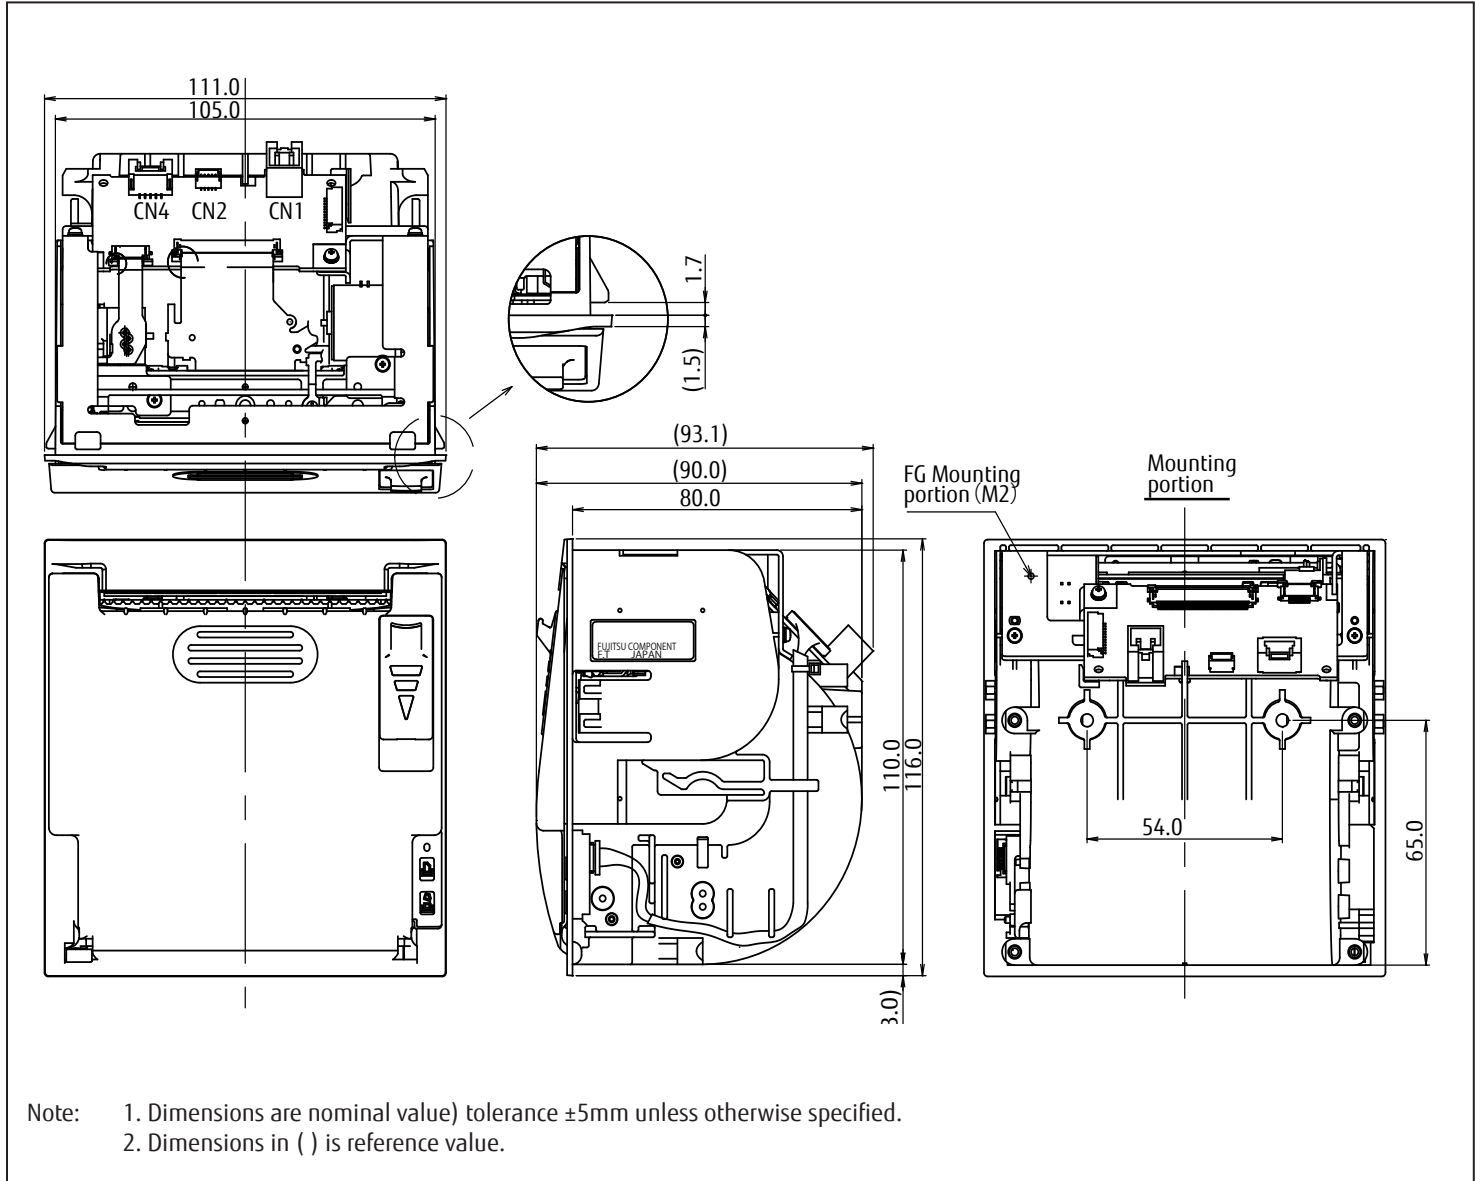 111.0
105.0
CN4 CN2 CN1
1.7
(1.5)
(93.1)
(90.0)
80.0
FG Mounting
portion (M2)
Mounting
portion
FUJITSU COMPONENT
F.T JAPAN
110.0
116.0
54.0
65.0
3.0)
Note: 1. Dimensions are nominal value) tolerance ±5mm unless otherwise specified.
2. Dimensions in ( ) is reference value.